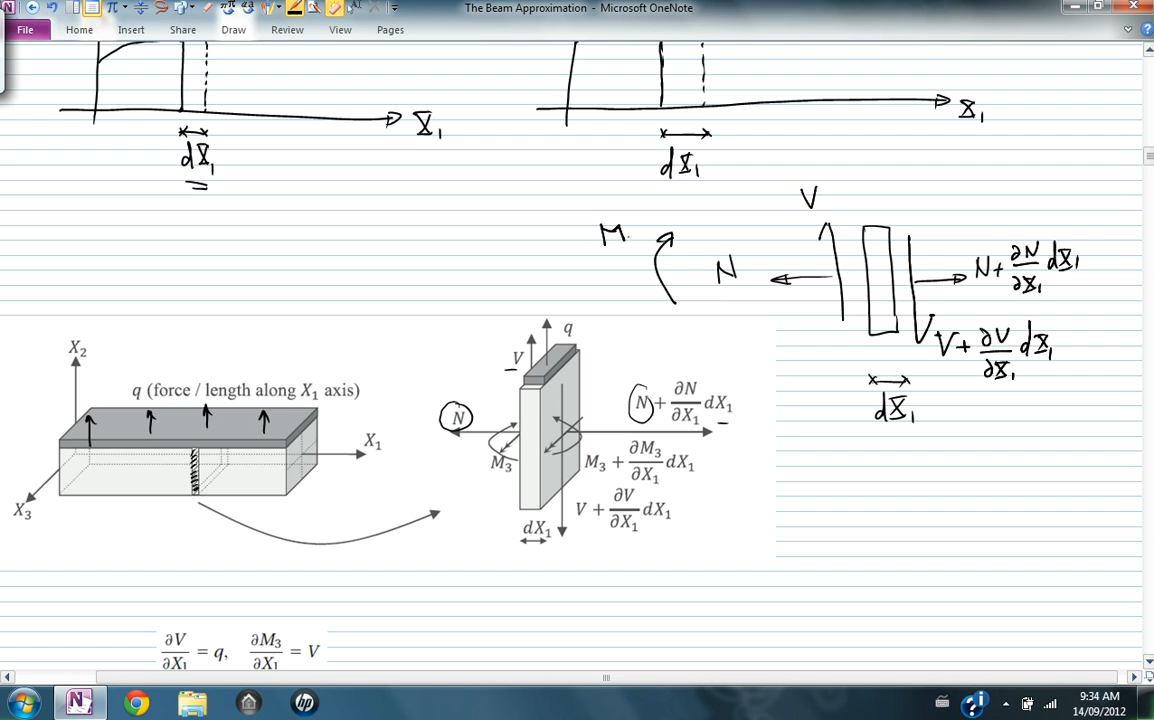 The Beam Approximation - Microsoft OneNote
File Home Insert Share Draw Review View Pages
X₁
dX₁
X₁
dX₁
V
M
N
N + ∂N/∂X₁ dX₁
V + ∂V/∂X₁ dX₁
dX₁
X₂
q (force / length along X₁ axis)
X₁
X₃
q
V
N
N + ∂N/∂X₁ dX₁
M₃
M₃ + ∂M₃/∂X₁ dX₁
V + ∂V/∂X₁ dX₁
dX₁
∂V/∂X₁ = q, ∂M₃/∂X₁ = V
9:34 AM
14/09/2012